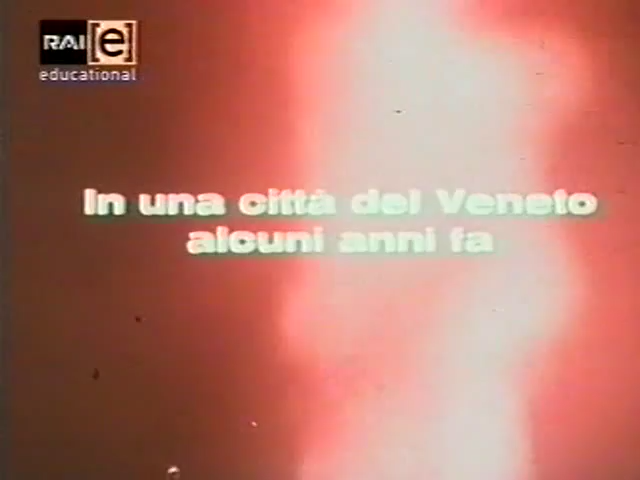 RAI [e]
educational
In una città del Veneto
alcuni anni fa